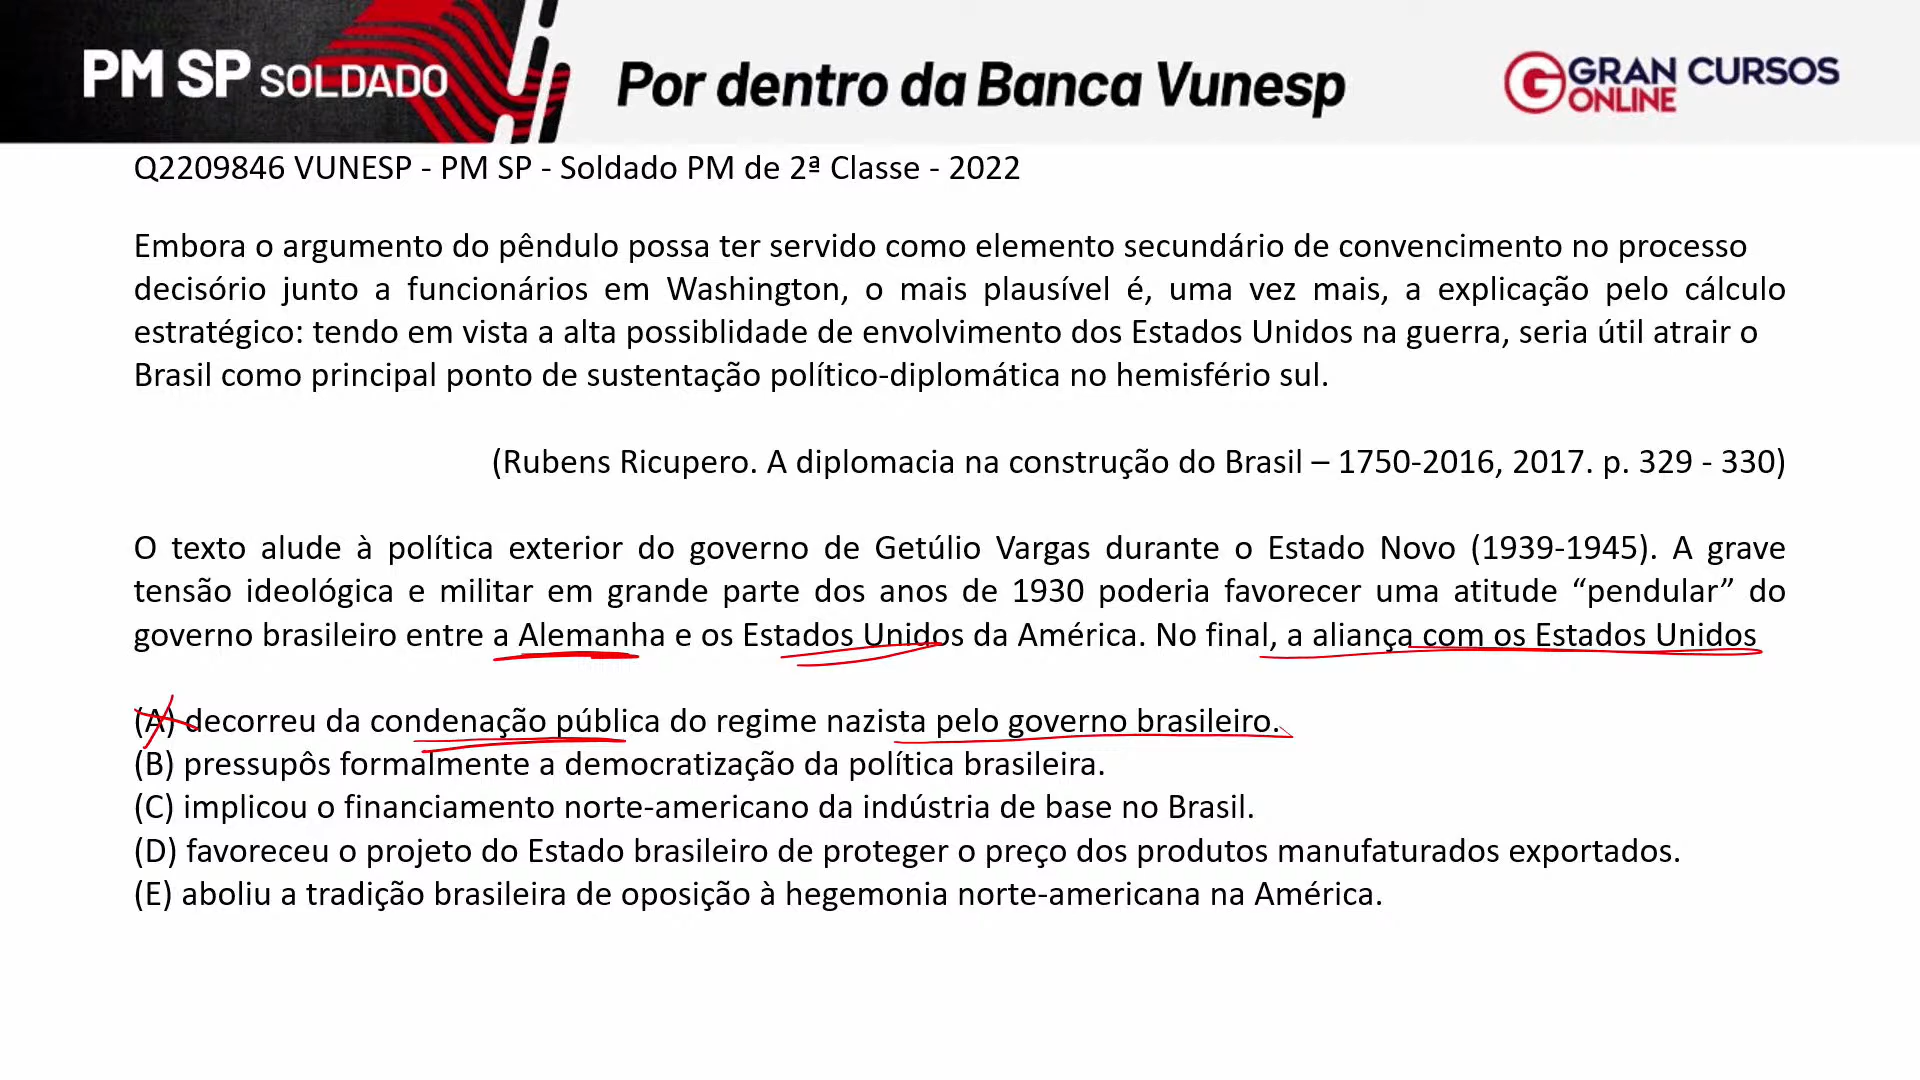 PM SP SOLDADO
Por dentro da Banca Vunesp
GRAN CURSOS
ONLINE
Q2209846 VUNESP - PM SP - Soldado PM de 2ª Classe - 2022
Embora o argumento do pêndulo possa ter servido como elemento secundário de convencimento no processo
decisório junto a funcionários em Washington, o mais plausível é, uma vez mais, a explicação pelo cálculo
estratégico: tendo em vista a alta possiblidade de envolvimento dos Estados Unidos na guerra, seria útil atrair o
Brasil como principal ponto de sustentação político-diplomática no hemisfério sul.
(Rubens Ricupero. A diplomacia na construção do Brasil – 1750-2016, 2017. p. 329 - 330)
O texto alude à política exterior do governo de Getúlio Vargas durante o Estado Novo (1939-1945). A grave
tensão ideológica e militar em grande parte dos anos de 1930 poderia favorecer uma atitude “pendular” do
governo brasileiro entre a Alemanha e os Estados Unidos da América. No final, a aliança com os Estados Unidos
(A) decorreu da condenação pública do regime nazista pelo governo brasileiro.
(B) pressupôs formalmente a democratização da política brasileira.
(C) implicou o financiamento norte-americano da indústria de base no Brasil.
(D) favoreceu o projeto do Estado brasileiro de proteger o preço dos produtos manufaturados exportados.
(E) aboliu a tradição brasileira de oposição à hegemonia norte-americana na América.